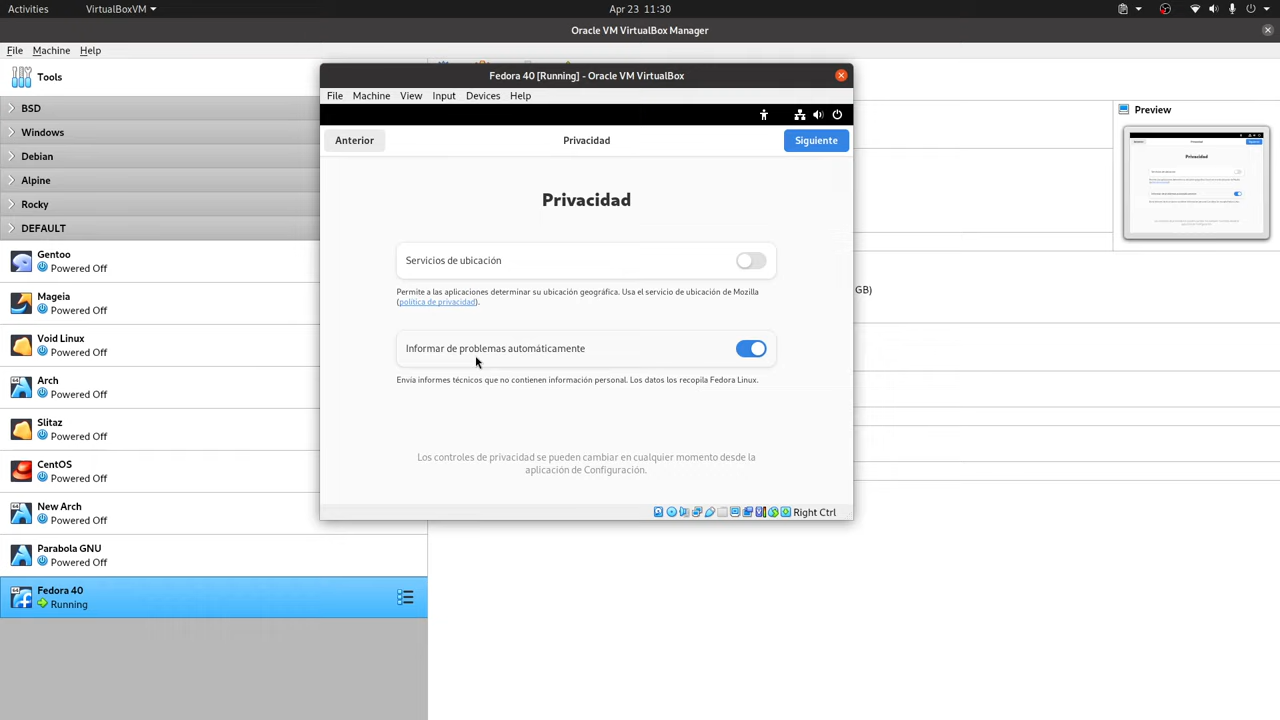 Activities
VirtualBoxVM
Apr 23 11:30
Oracle VM VirtualBox Manager
File Machine Help
Tools
BSD
Windows
Debian
Alpine
Rocky
DEFAULT
Gentoo
Powered Off
Mageia
Powered Off
Void Linux
Powered Off
Arch
Powered Off
Slitaz
Powered Off
CentOS
Powered Off
New Arch
Powered Off
Parabola GNU
Powered Off
Fedora 40
Running
Fedora 40 [Running] - Oracle VM VirtualBox
File Machine View Input Devices Help
Anterior
Privacidad
Siguiente
Privacidad
Servicios de ubicación
Permite a las aplicaciones determinar su ubicación geográfica. Usa el servicio de ubicación de Mozilla
(política de privacidad).
Informar de problemas automáticamente
Envía informes técnicos que no contienen información personal. Los datos los recopila Fedora Linux.
Los controles de privacidad se pueden cambiar en cualquier momento desde la
aplicación de Configuración.
Right Ctrl
GB)
Preview
Privacidad